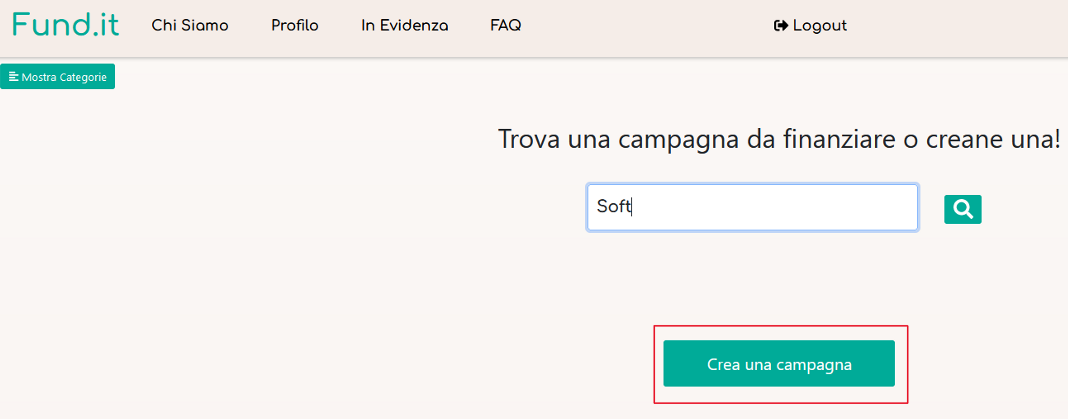 Fund.it Chi Siamo Profilo In Evidenza FAQ Logout
Mostra Categorie
Trova una campagna da finanziare o creane una!
Soft
Crea una campagna